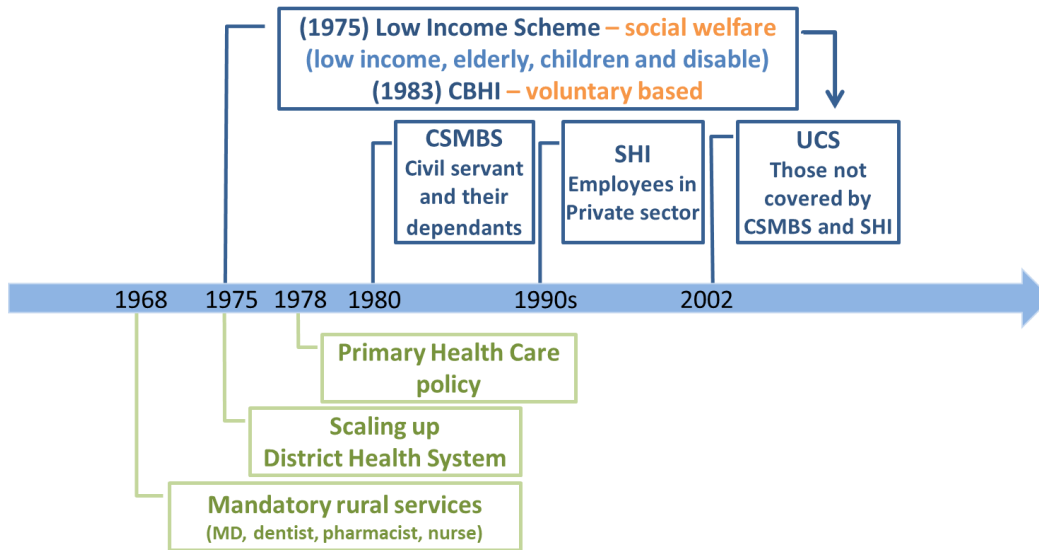 (1975) Low Income Scheme – social welfare
(low income, elderly, children and disable)
(1983) CBHI – voluntary based
CSMBS
Civil servant
and their
dependants
SHI
Employees in
Private sector
UCS
Those not
covered by
CSMBS and SHI
1968
1975
1978
1980
1990s
2002
Primary Health Care
policy
Scaling up
District Health System
Mandatory rural services
(MD, dentist, pharmacist, nurse)